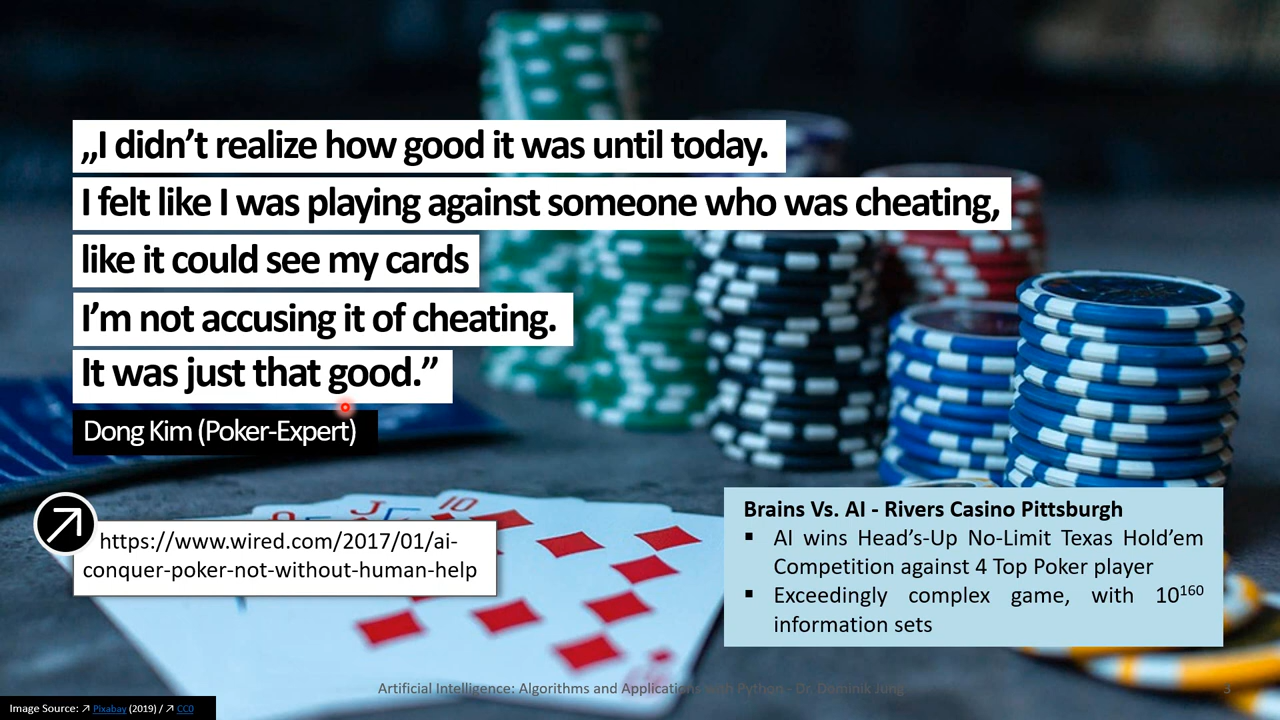 „I didn’t realize how good it was until today.
I felt like I was playing against someone who was cheating,
like it could see my cards
I’m not accusing it of cheating.
It was just that good.”
Dong Kim (Poker-Expert)
J
10
https://www.wired.com/2017/01/ai-
conquer-poker-not-without-human-help
Brains Vs. AI - Rivers Casino Pittsburgh
▪ AI wins Head’s-Up No-Limit Texas Hold’em
Competition against 4 Top Poker player
▪ Exceedingly complex game, with 10¹⁶⁰
information sets
Artificial Intelligence: Algorithms and Applications with Python - Dr. Dominik Jung
3
Image Source: ↗ Pixabay (2019) / ↗ CC0